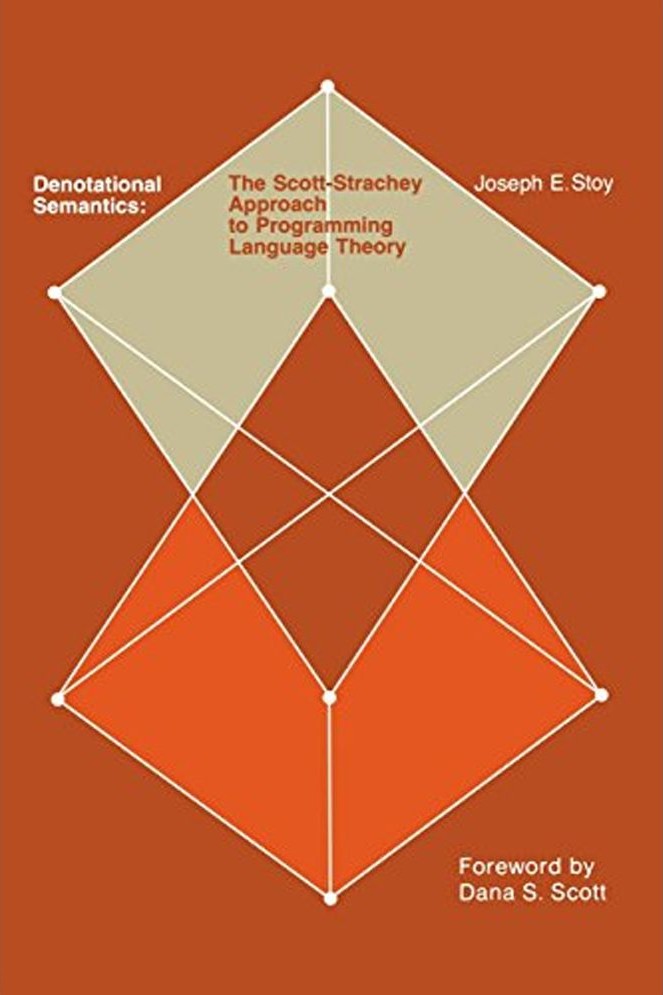 Denotational
Semantics:
The Scott-Strachey
Approach
to Programming
Language Theory
Joseph E. Stoy
Foreword by
Dana S. Scott